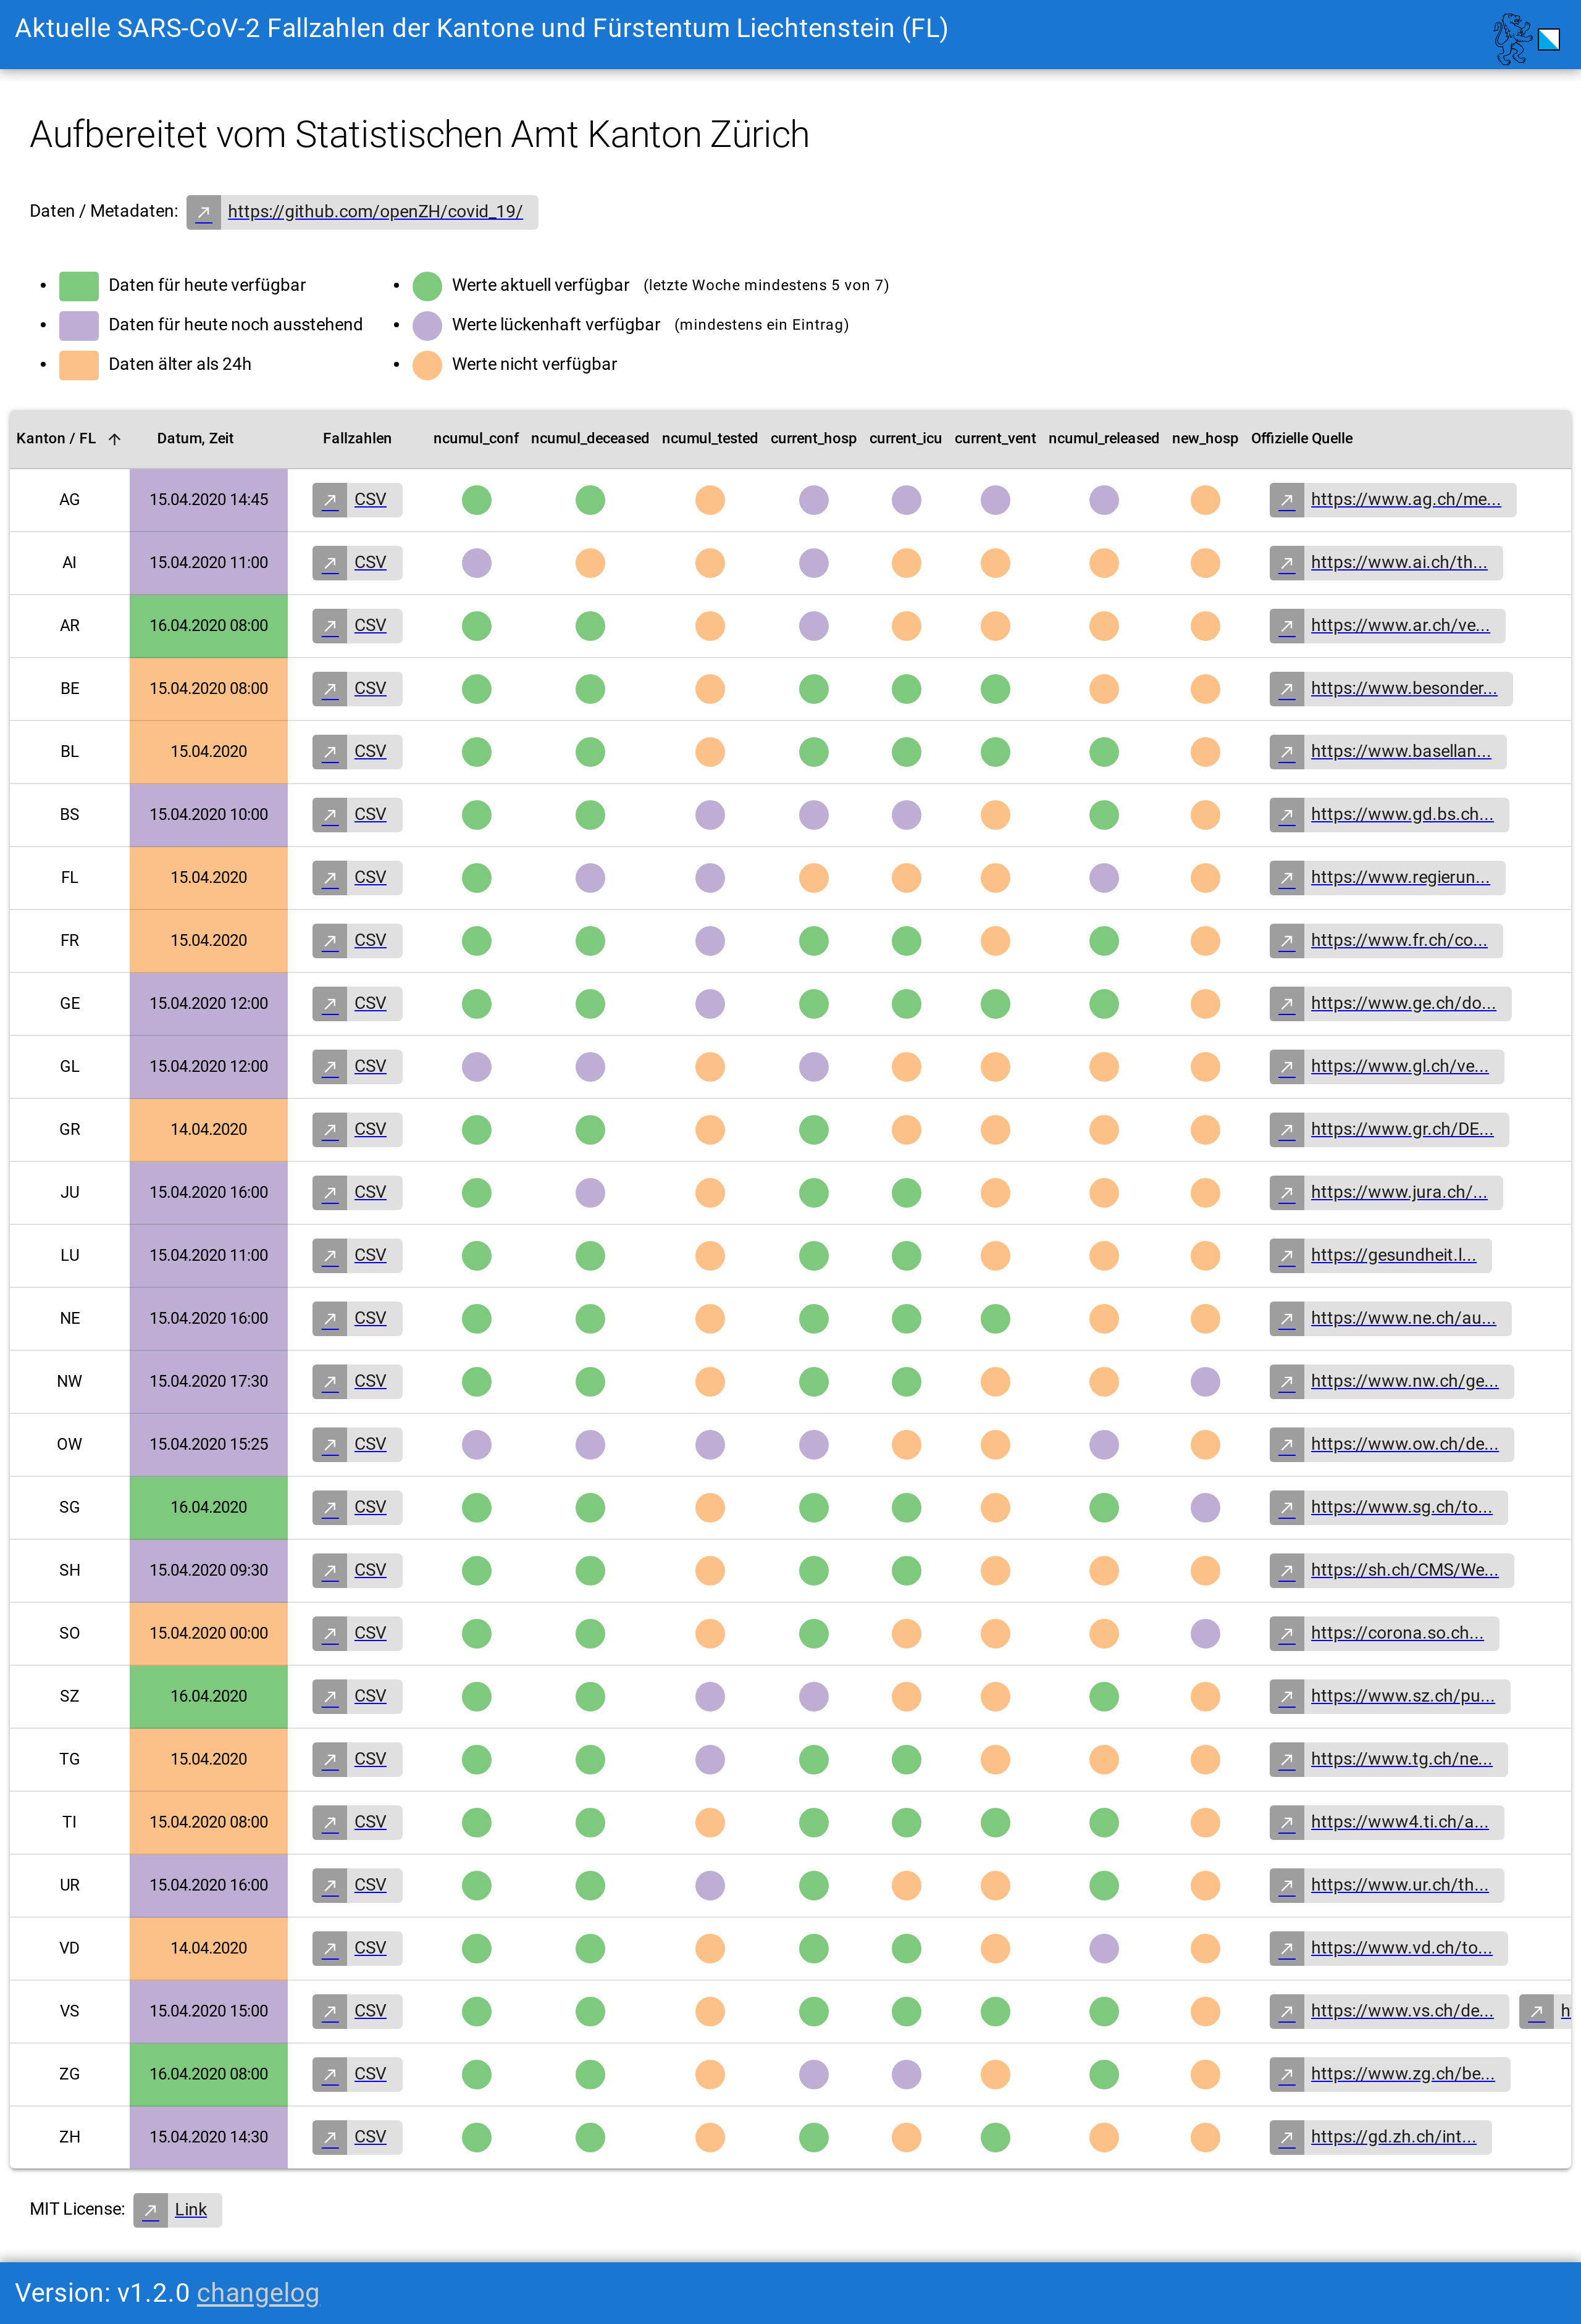 Aktuelle SARS-CoV-2 Fallzahlen der Kantone und Fürstentum Liechtenstein (FL)
Aufbereitet vom Statistischen Amt Kanton Zürich
Daten / Metadaten: https://github.com/openZH/covid_19/
Daten für heute verfügbar
Daten für heute noch ausstehend
Daten älter als 24h
Werte aktuell verfügbar (letzte Woche mindestens 5 von 7)
Werte lückenhaft verfügbar (mindestens ein Eintrag)
Werte nicht verfügbar
Kanton / FL Datum, Zeit Fallzahlen ncumul_conf ncumul_deceased ncumul_tested current_hosp current_icu current_vent ncumul_released new_hosp Offizielle Quelle
AG 15.04.2020 14:45 CSV https://www.ag.ch/me...
AI 15.04.2020 11:00 CSV https://www.ai.ch/th...
AR 16.04.2020 08:00 CSV https://www.ar.ch/ve...
BE 15.04.2020 08:00 CSV https://www.besonder...
BL 15.04.2020 CSV https://www.basellan...
BS 15.04.2020 10:00 CSV https://www.gd.bs.ch...
FL 15.04.2020 CSV https://www.regierun...
FR 15.04.2020 CSV https://www.fr.ch/co...
GE 15.04.2020 12:00 CSV https://www.ge.ch/do...
GL 15.04.2020 12:00 CSV https://www.gl.ch/ve...
GR 14.04.2020 CSV https://www.gr.ch/DE...
JU 15.04.2020 16:00 CSV https://www.jura.ch/...
LU 15.04.2020 11:00 CSV https://gesundheit.l...
NE 15.04.2020 16:00 CSV https://www.ne.ch/au...
NW 15.04.2020 17:30 CSV https://www.nw.ch/ge...
OW 15.04.2020 15:25 CSV https://www.ow.ch/de...
SG 16.04.2020 CSV https://www.sg.ch/to...
SH 15.04.2020 09:30 CSV https://sh.ch/CMS/We...
SO 15.04.2020 00:00 CSV https://corona.so.ch...
SZ 16.04.2020 CSV https://www.sz.ch/pu...
TG 15.04.2020 CSV https://www.tg.ch/ne...
TI 15.04.2020 08:00 CSV https://www4.ti.ch/a...
UR 15.04.2020 16:00 CSV https://www.ur.ch/th...
VD 14.04.2020 CSV https://www.vd.ch/to...
VS 15.04.2020 15:00 CSV https://www.vs.ch/de... h
ZG 16.04.2020 08:00 CSV https://www.zg.ch/be...
ZH 15.04.2020 14:30 CSV https://gd.zh.ch/int...
MIT License: Link
Version: v1.2.0 changelog